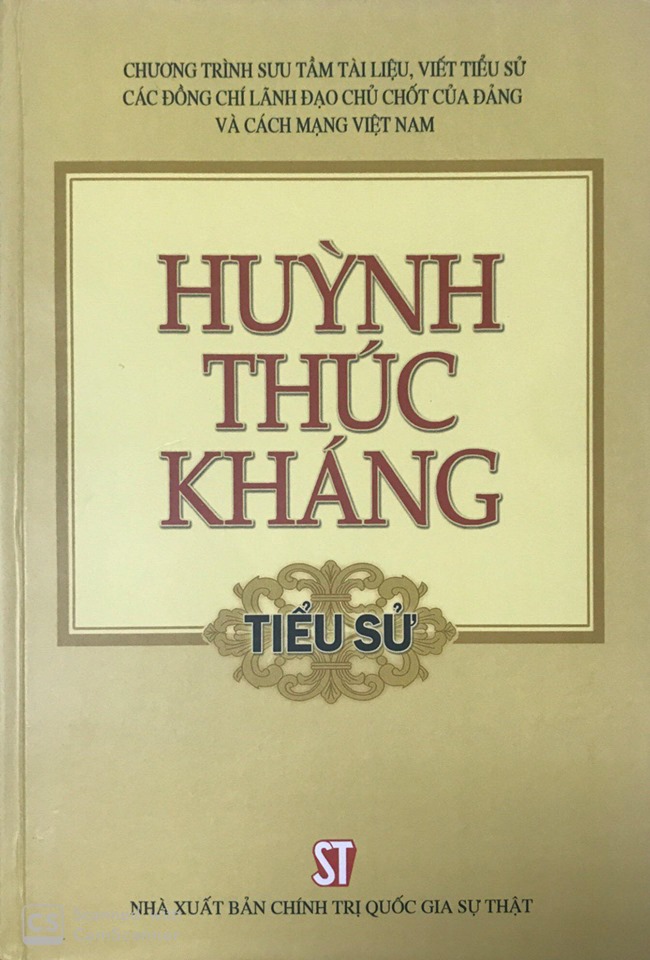 CHƯƠNG TRÌNH SƯU TẦM TÀI LIỆU, VIẾT TIỂU SỬ
CÁC ĐỒNG CHÍ LÃNH ĐẠO CHỦ CHỐT CỦA ĐẢNG
VÀ CÁCH MẠNG VIỆT NAM
HUỲNH
THÚC
KHÁNG
TIỂU SỬ
ST
NHÀ XUẤT BẢN CHÍNH TRỊ QUỐC GIA SỰ THẬT
CS